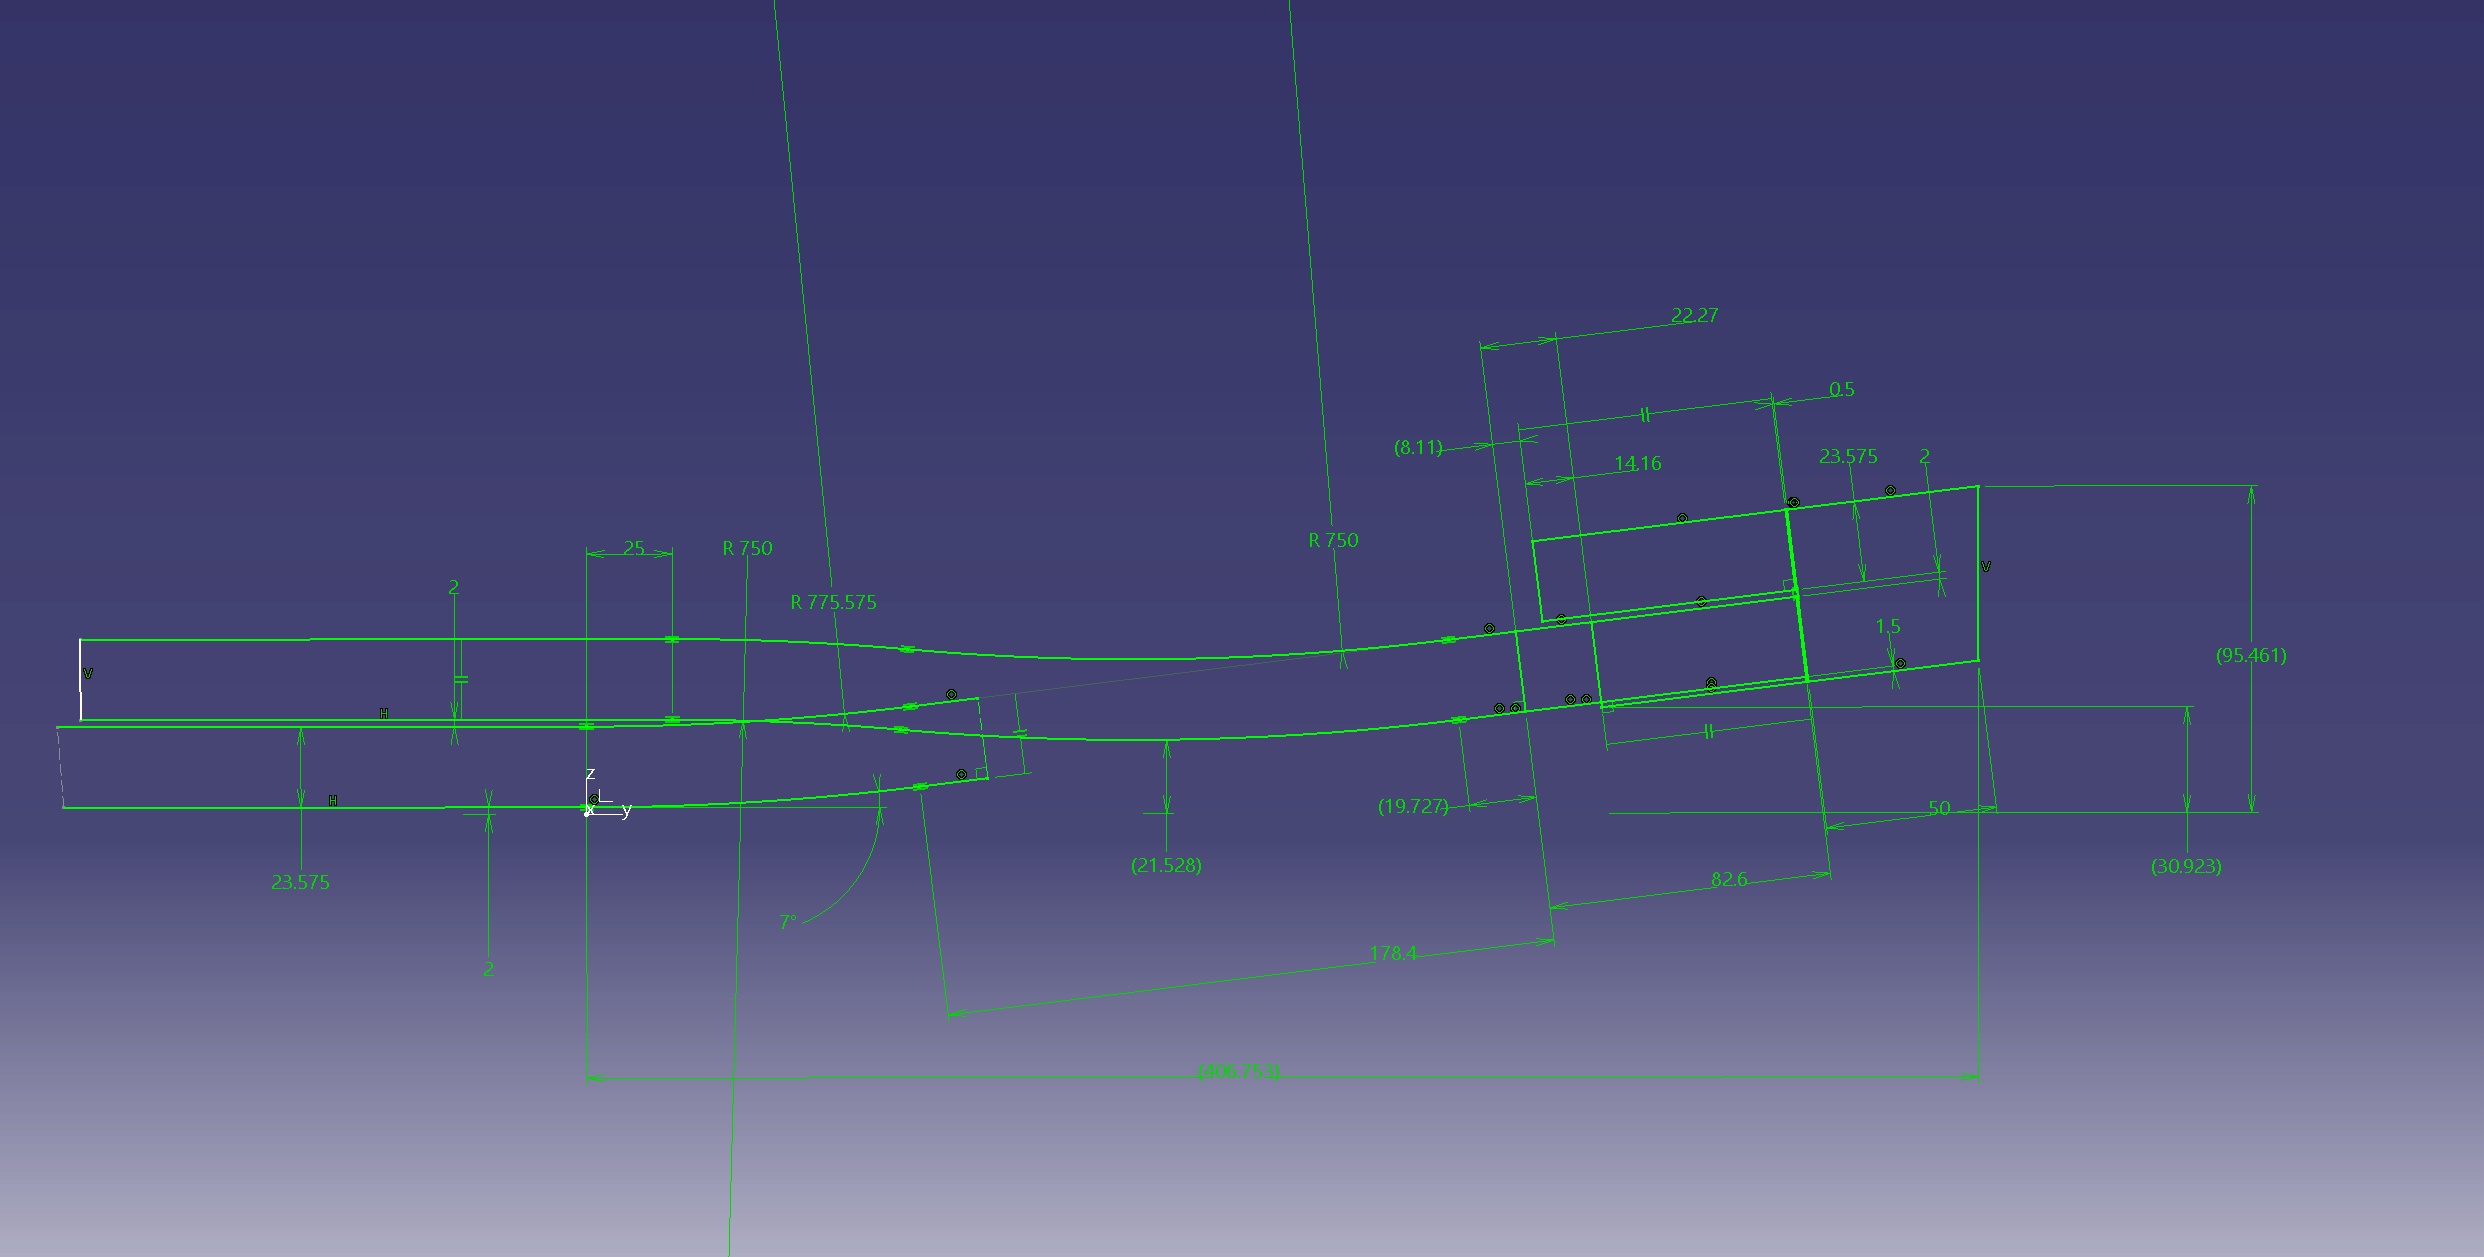 22.27
0.5
(8.11)
14.16
23.575
2
25
R 750
R 750
V
2
R 775.575
1.5
(95.461)
V
H
z
H
x
y
(19.727)
50
(21.528)
(30.923)
23.575
82.6
7°
178.4
2
(406.753)